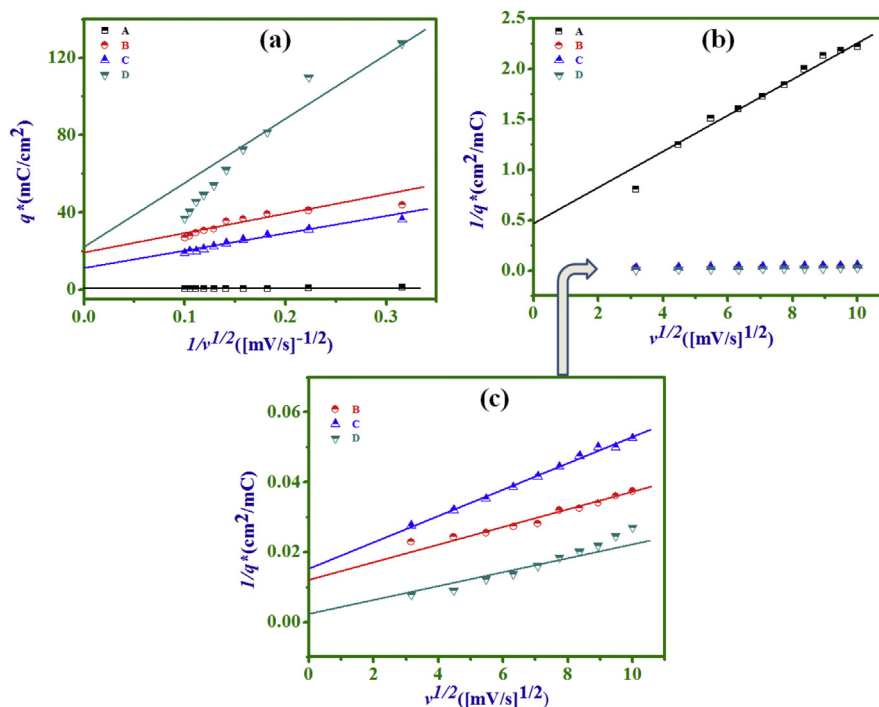 (a)
A
B
C
D
q*(mC/cm²)
120
80
40
0
0.0 0.1 0.2 0.3
1/v^1/2([mV/s]^-1/2)
(b)
A
B
C
D
1/q*(cm²/mC)
2.5
2.0
1.5
1.0
0.5
0.0
0 2 4 6 8 10
v^1/2([mV/s]^1/2)
(c)
B
C
D
1/q*(cm²/mC)
0.06
0.04
0.02
0.00
0 2 4 6 8 10
v^1/2([mV/s]^1/2)